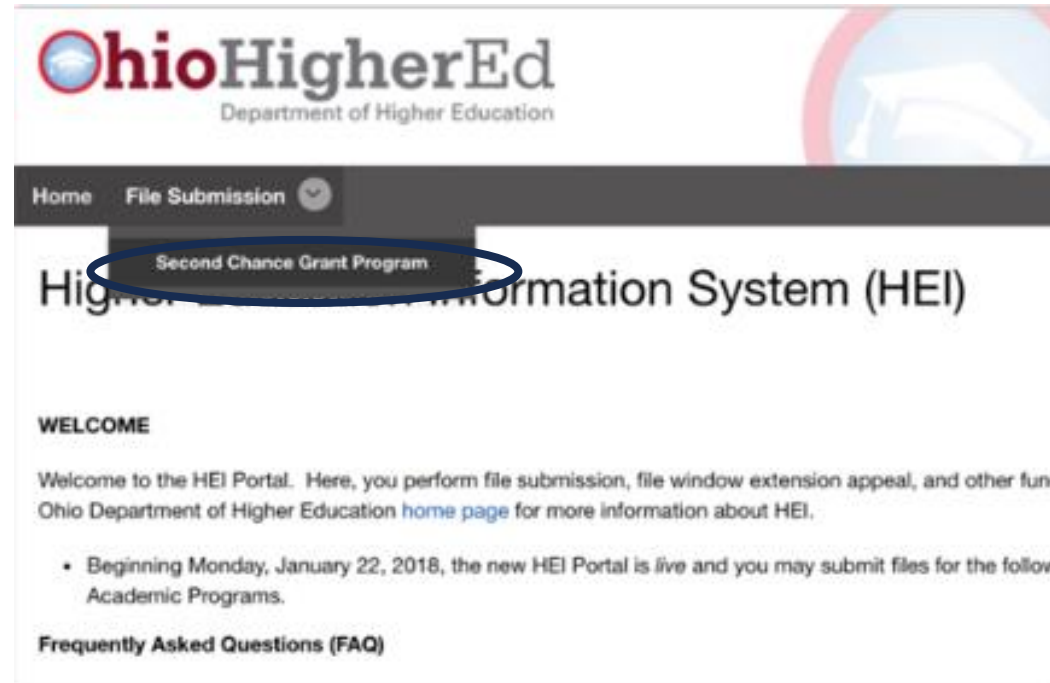 OhioHigherEd
Department of Higher Education
Home File Submission
Second Chance Grant Program
Information System (HEI)
WELCOME
Welcome to the HEI Portal. Here, you perform file submission, file window extension appeal, and other fun
Ohio Department of Higher Education home page for more information about HEI.
• Beginning Monday, January 22, 2018, the new HEI Portal is live and you may submit files for the follow
Academic Programs.
Frequently Asked Questions (FAQ)